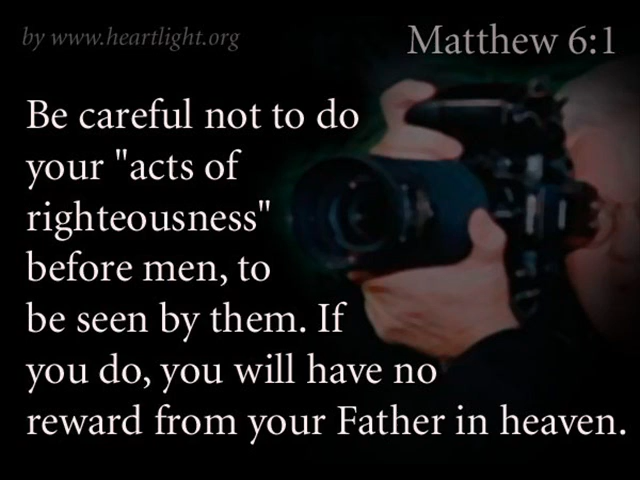 by www.heartlight.org
Matthew 6:1
Be careful not to do
your "acts of
righteousness"
before men, to
be seen by them. If
you do, you will have no
reward from your Father in heaven.